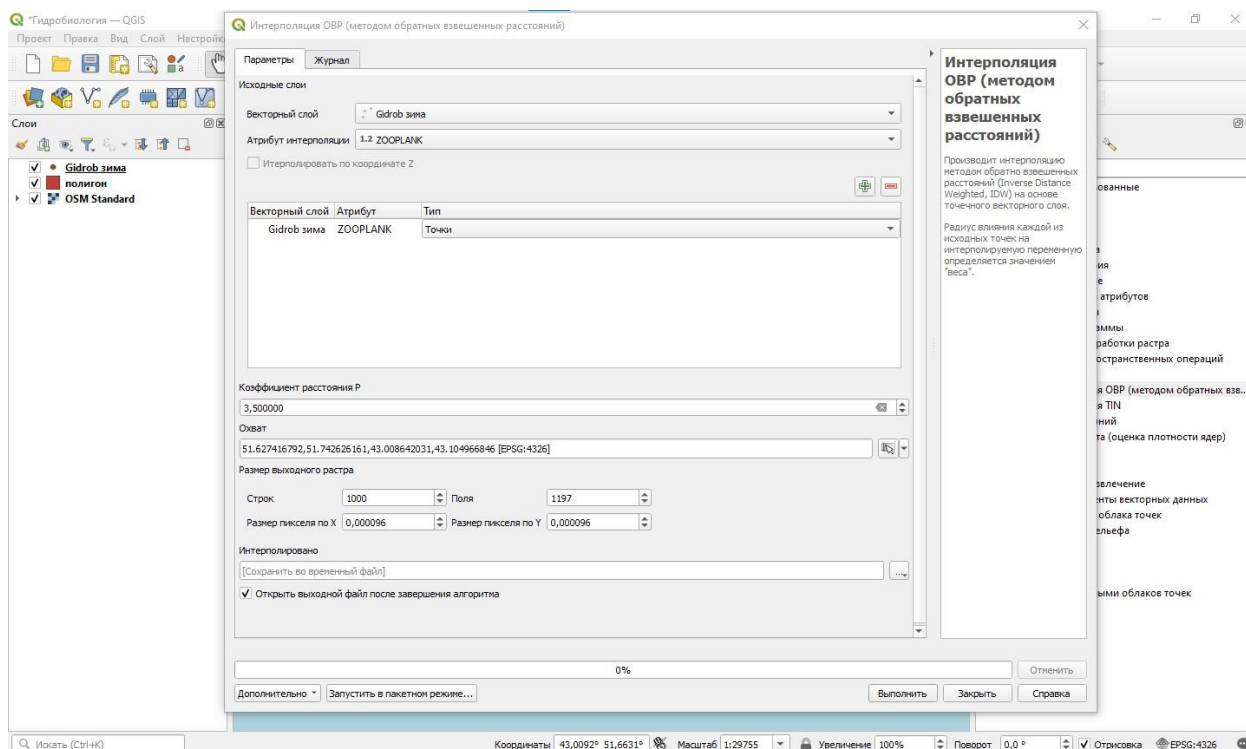 *Гидробиология — QGIS
Проект Правка Вид Слой Настройк
Слои
Gidrob зима
полигон
OSM Standard
Интерполяция ОВР (методом обратных взвешенных расстояний)
Параметры Журнал
Исходные слои
Векторный слой Gidrob зима
Атрибут интерполяции 1.2 ZOOPLANK
Итерполировать по координате Z
Векторный слой Атрибут Тип
Gidrob зима ZOOPLANK Точки
Коэффициент расстояния P
3,500000
Охват
51.627416792,51.742626161,43.008642031,43.104966846 [EPSG:4326]
Размер выходного растра
Строк 1000 Поля 1197
Размер пикселя по X 0,000096 Размер пикселя по Y 0,000096
Интерполировано
[Сохранить во временный файл]
...
Открыть выходной файл после завершения алгоритма
0%
Отменить
Дополнительно Запустить в пакетном режиме... Выполнить Закрыть Справка
Интерполяция
ОВР (методом
обратных
взвешенных
расстояний)
Производит интерполяцию
методом обратно взвешенных
расстояний (Inverse Distance
Weighted, IDW) на основе
точечного векторного слоя.
Радиус влияния каждой из
исходных точек на
интерполируемую переменную
определяется значением
"веса".
ованные
ия
е
атрибутов
аммы
работки растра
остранственных операций
я ОВР (методом обратных взв...
я TIN
ний
та (оценка плотности ядер)
звлечение
енты векторных данных
облака точек
ельефа
ыми облаков точек
Искать (Ctrl+K) Координаты 43,0092° 51,6631° Масштаб 1:29755 Увеличение 100% Поворот 0,0 ° Отрисовка EPSG:4326